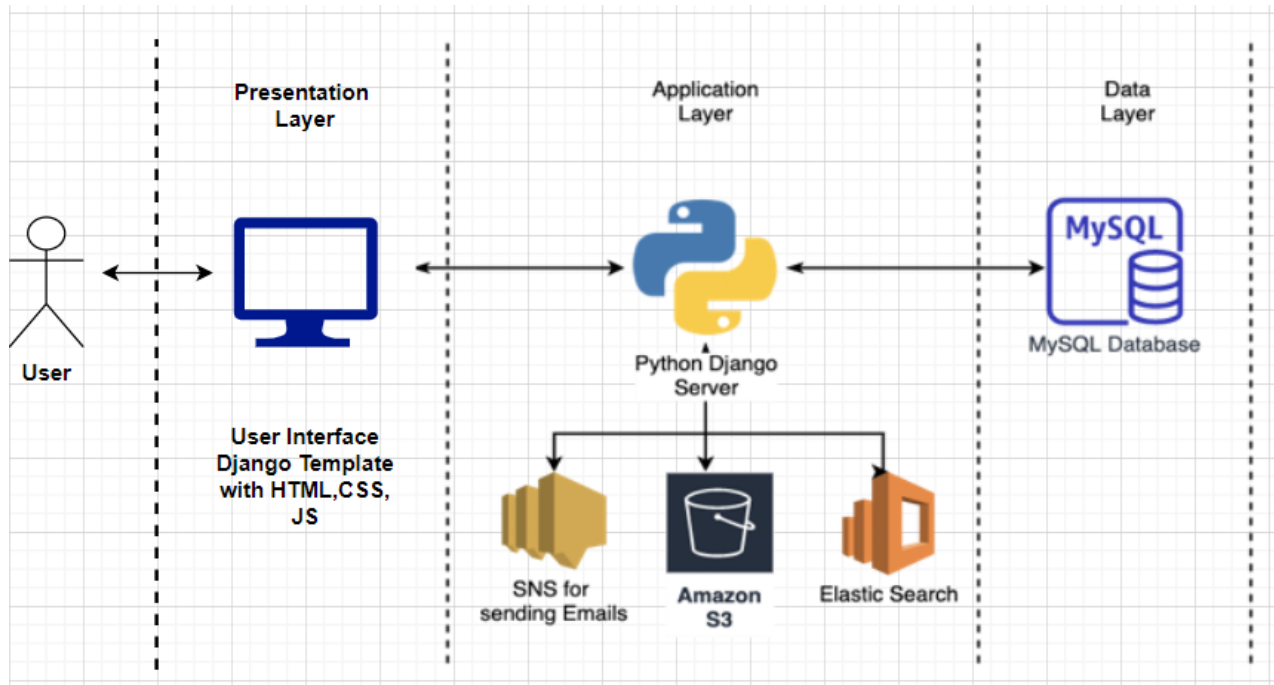 Presentation
Layer
Application
Layer
Data
Layer
MySQL
User
Python Django
Server
MySQL Database
User Interface
Django Template
with HTML,CSS,
JS
SNS for
sending Emails
Amazon
S3
Elastic Search